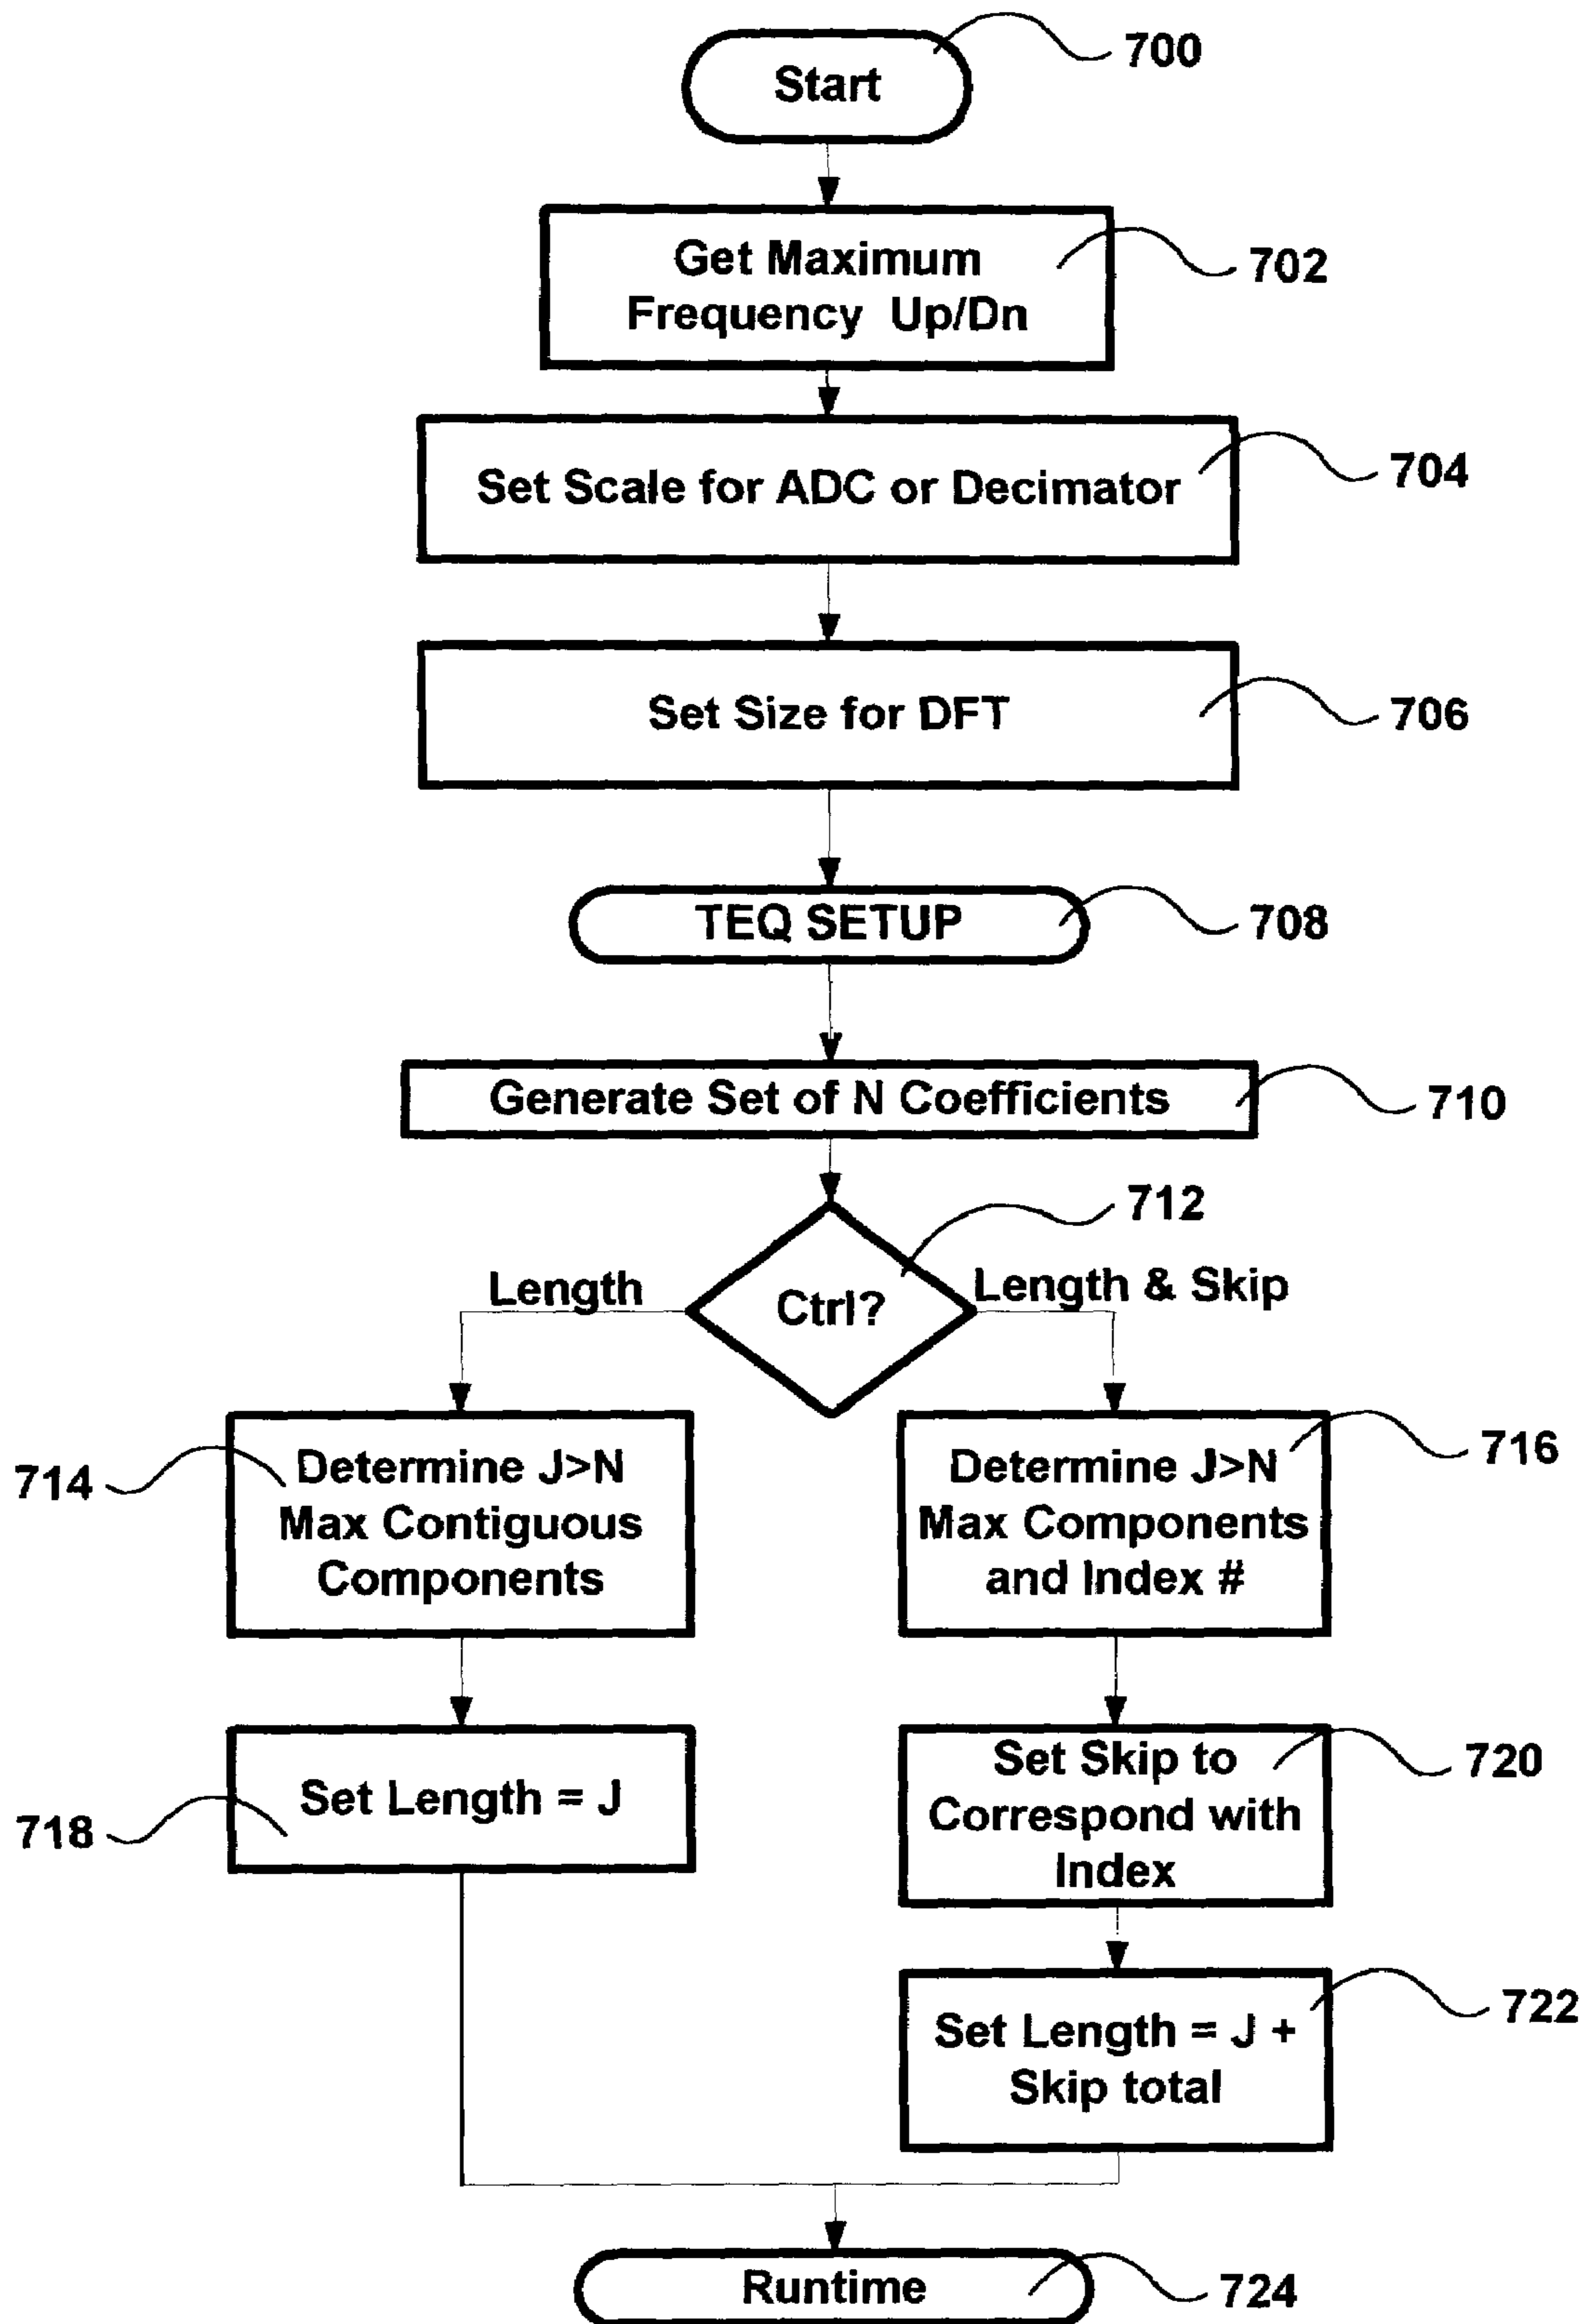 Start
700
Get Maximum
Frequency Up/Dn
702
Set Scale for ADC or Decimator
704
Set Size for DFT
706
TEQ SETUP
708
Generate Set of N Coefficients
710
712
Length
Ctrl?
Length & Skip
714
Determine J>N
Max Contiguous
Components
Determine J>N
Max Components
and Index #
716
718
Set Length = J
Set Skip to
Correspond with
Index
720
Set Length = J +
Skip total
722
Runtime
724